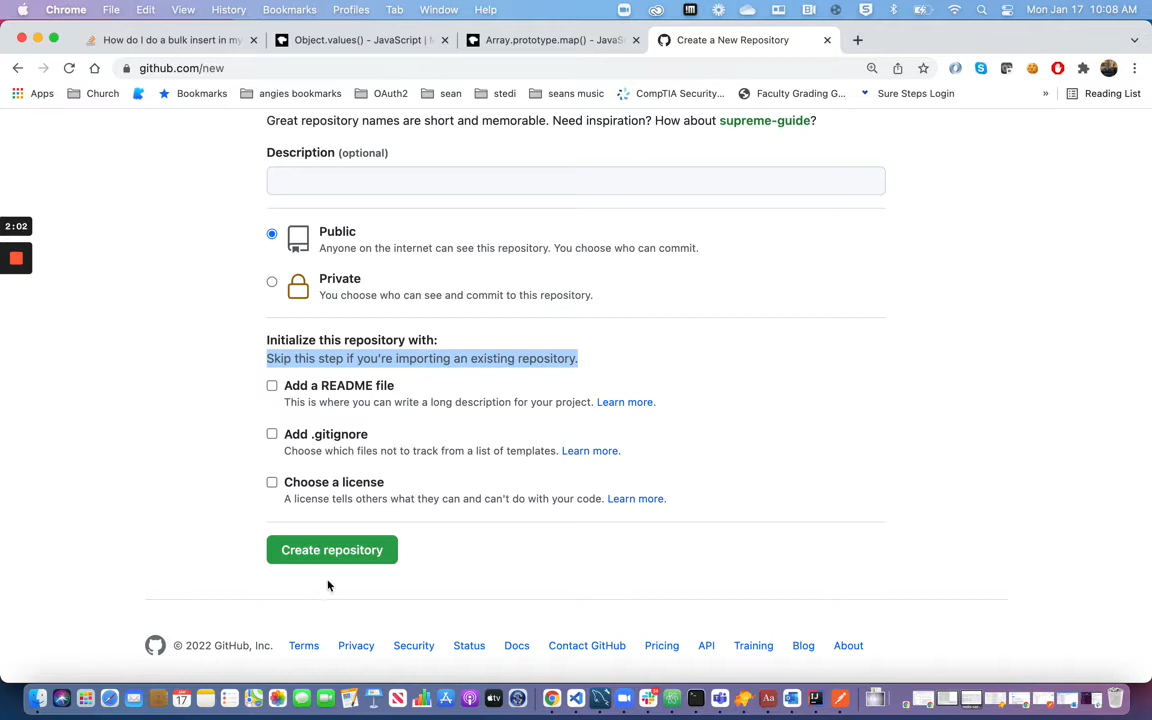 Chrome File Edit View History Bookmarks Profiles Tab Window Help Mon Jan 17 10:08 AM
How do I do a bulk insert in my
Object.values() - JavaScript |
Array.prototype.map() - JavaSc
Create a New Repository
github.com/new
Apps Church Bookmarks angies bookmarks OAuth2 sean stedi seans music CompTIA Security... Faculty Grading G... Sure Steps Login » Reading List
Great repository names are short and memorable. Need inspiration? How about supreme-guide?
Description (optional)
2:02
Public
Anyone on the internet can see this repository. You choose who can commit.
Private
You choose who can see and commit to this repository.
Initialize this repository with:
Skip this step if you're importing an existing repository.
Add a README file
This is where you can write a long description for your project. Learn more.
Add .gitignore
Choose which files not to track from a list of templates. Learn more.
Choose a license
A license tells others what they can and can't do with your code. Learn more.
Create repository
© 2022 GitHub, Inc. Terms Privacy Security Status Docs Contact GitHub Pricing API Training Blog About